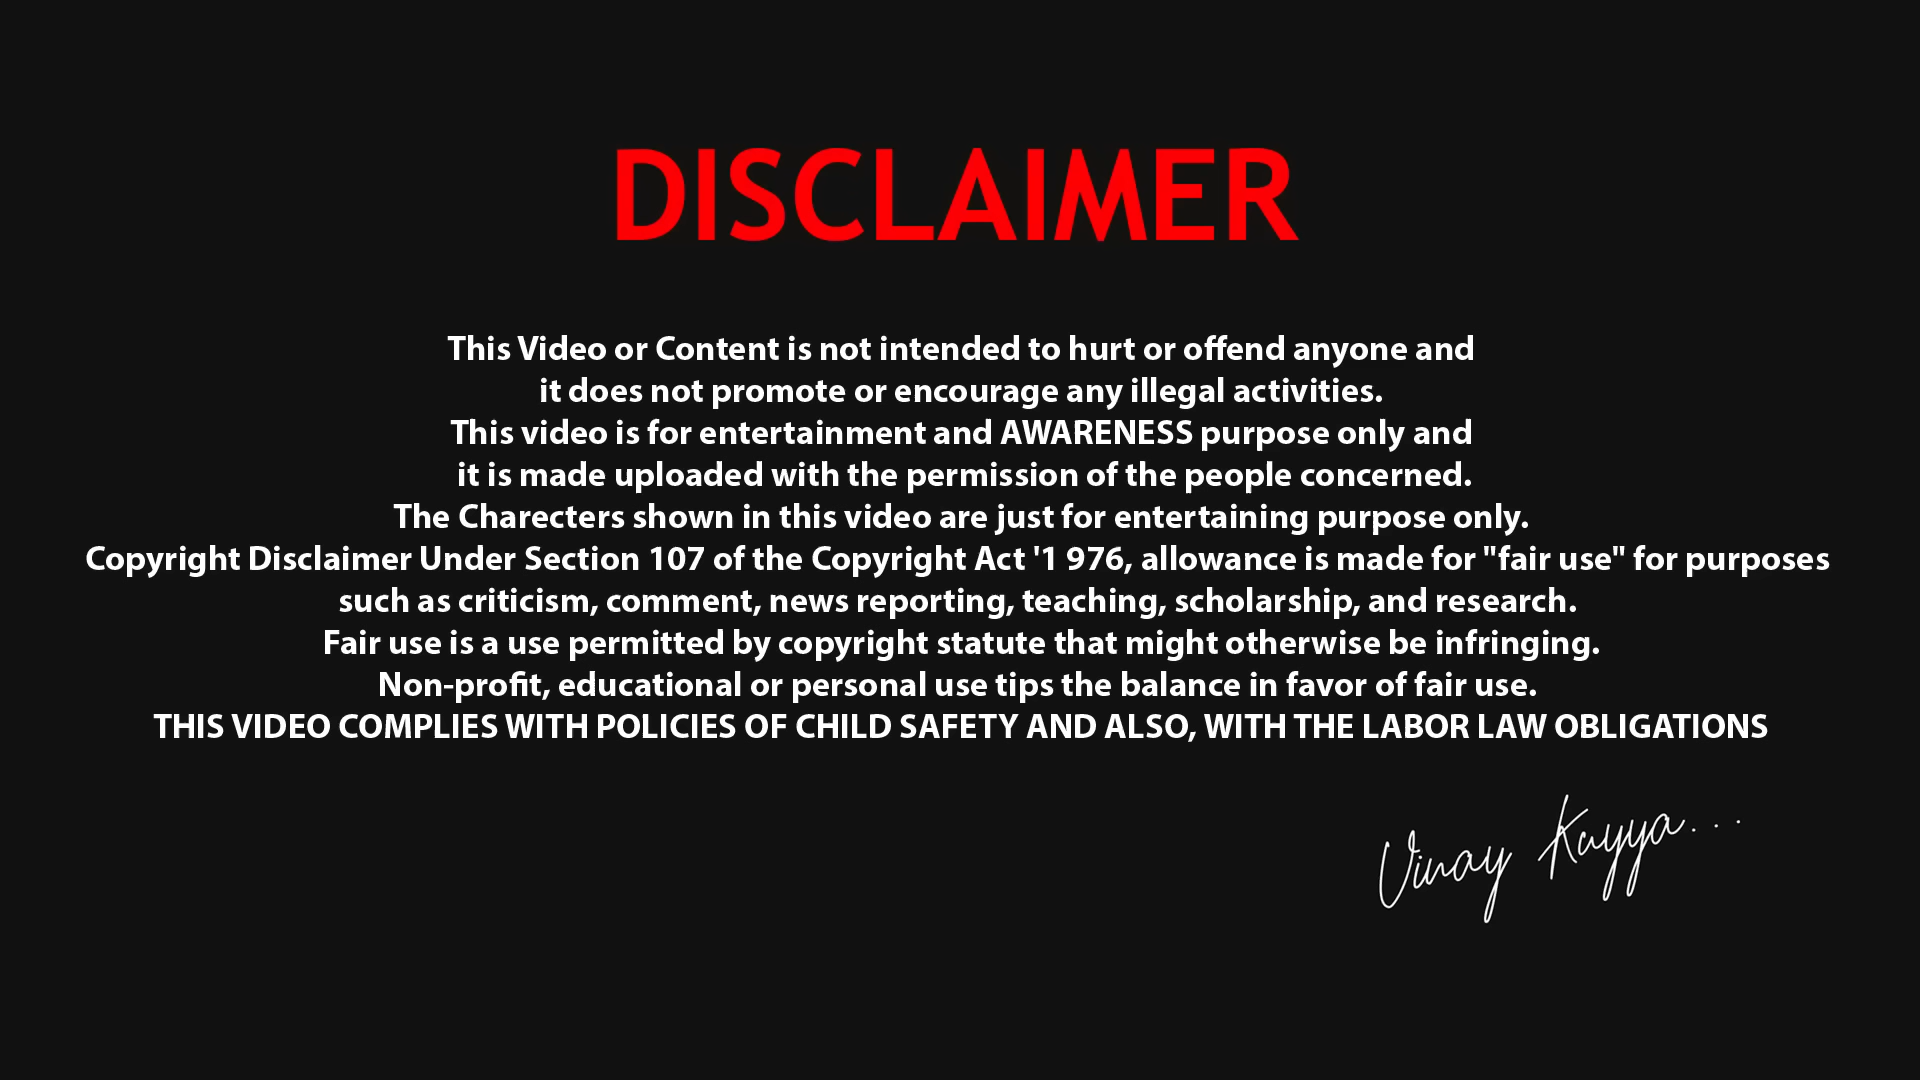 DISCLAIMER
This Video or Content is not intended to hurt or offend anyone and
it does not promote or encourage any illegal activities.
This video is for entertainment and AWARENESS purpose only and
it is made uploaded with the permission of the people concerned.
The Charecters shown in this video are just for entertaining purpose only.
Copyright Disclaimer Under Section 107 of the Copyright Act '1 976, allowance is made for "fair use" for purposes
such as criticism, comment, news reporting, teaching, scholarship, and research.
Fair use is a use permitted by copyright statute that might otherwise be infringing.
Non-profit, educational or personal use tips the balance in favor of fair use.
THIS VIDEO COMPLIES WITH POLICIES OF CHILD SAFETY AND ALSO, WITH THE LABOR LAW OBLIGATIONS
Vinay Kuyya...